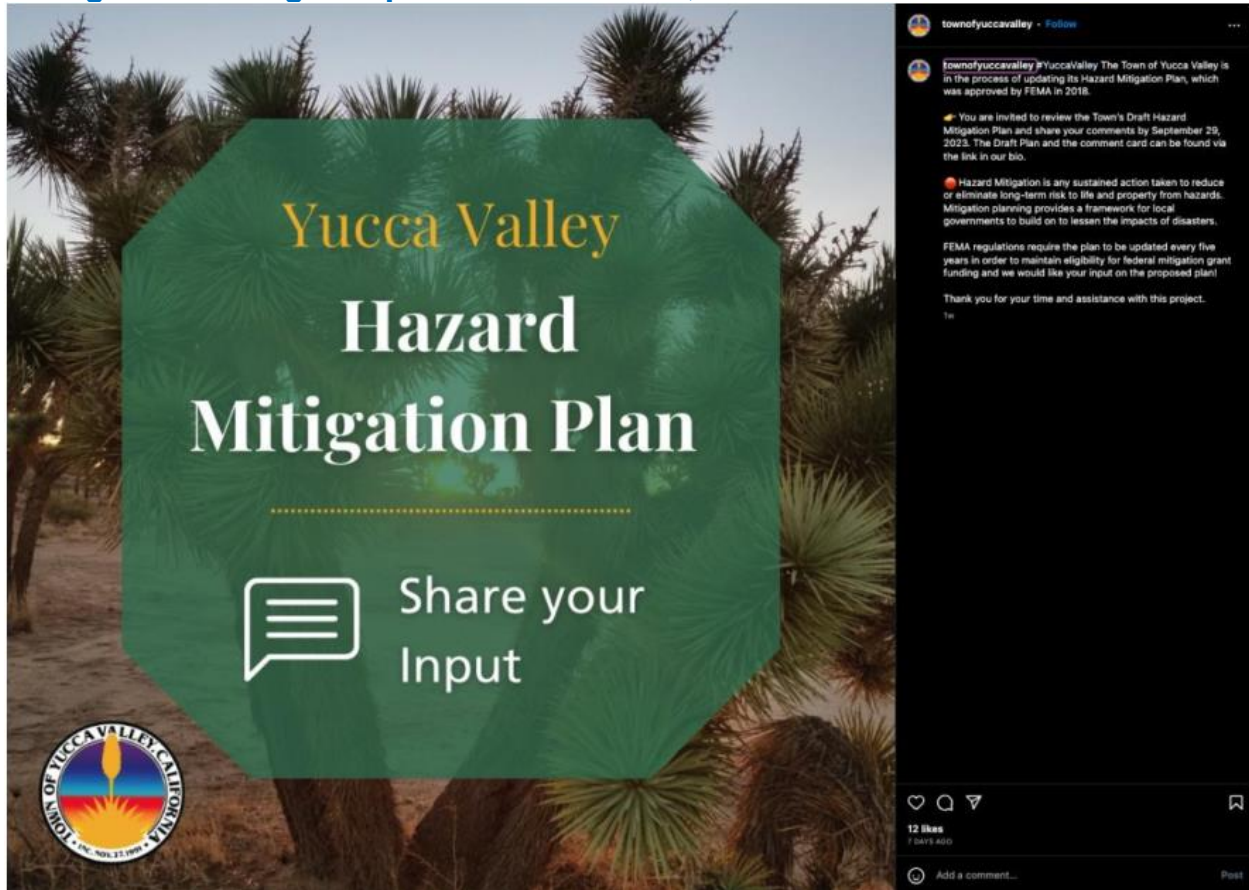 townofyuccavalley • Follow
townofyuccavalley #YuccaValley The Town of Yucca Valley is
in the process of updating its Hazard Mitigation Plan, which
was approved by FEMA in 2018.
👉 You are invited to review the Town's Draft Hazard
Mitigation Plan and share your comments by September 29,
2023. The Draft Plan and the comment card can be found via
the link in our bio.
🔴 Hazard Mitigation is any sustained action taken to reduce
or eliminate long-term risk to life and property from hazards.
Mitigation planning provides a framework for local
governments to build on to lessen the impacts of disasters.
FEMA regulations require the plan to be updated every five
years in order to maintain eligibility for federal mitigation grant
funding and we would like your input on the proposed plan!
Thank you for your time and assistance with this project.
1w
Yucca Valley
Hazard
Mitigation Plan
Share your
Input
TOWN OF YUCCA VALLEY, CALIFORNIA
• INC. NOV. 27, 1991 •
12 likes
7 DAYS AGO
Add a comment...
Post